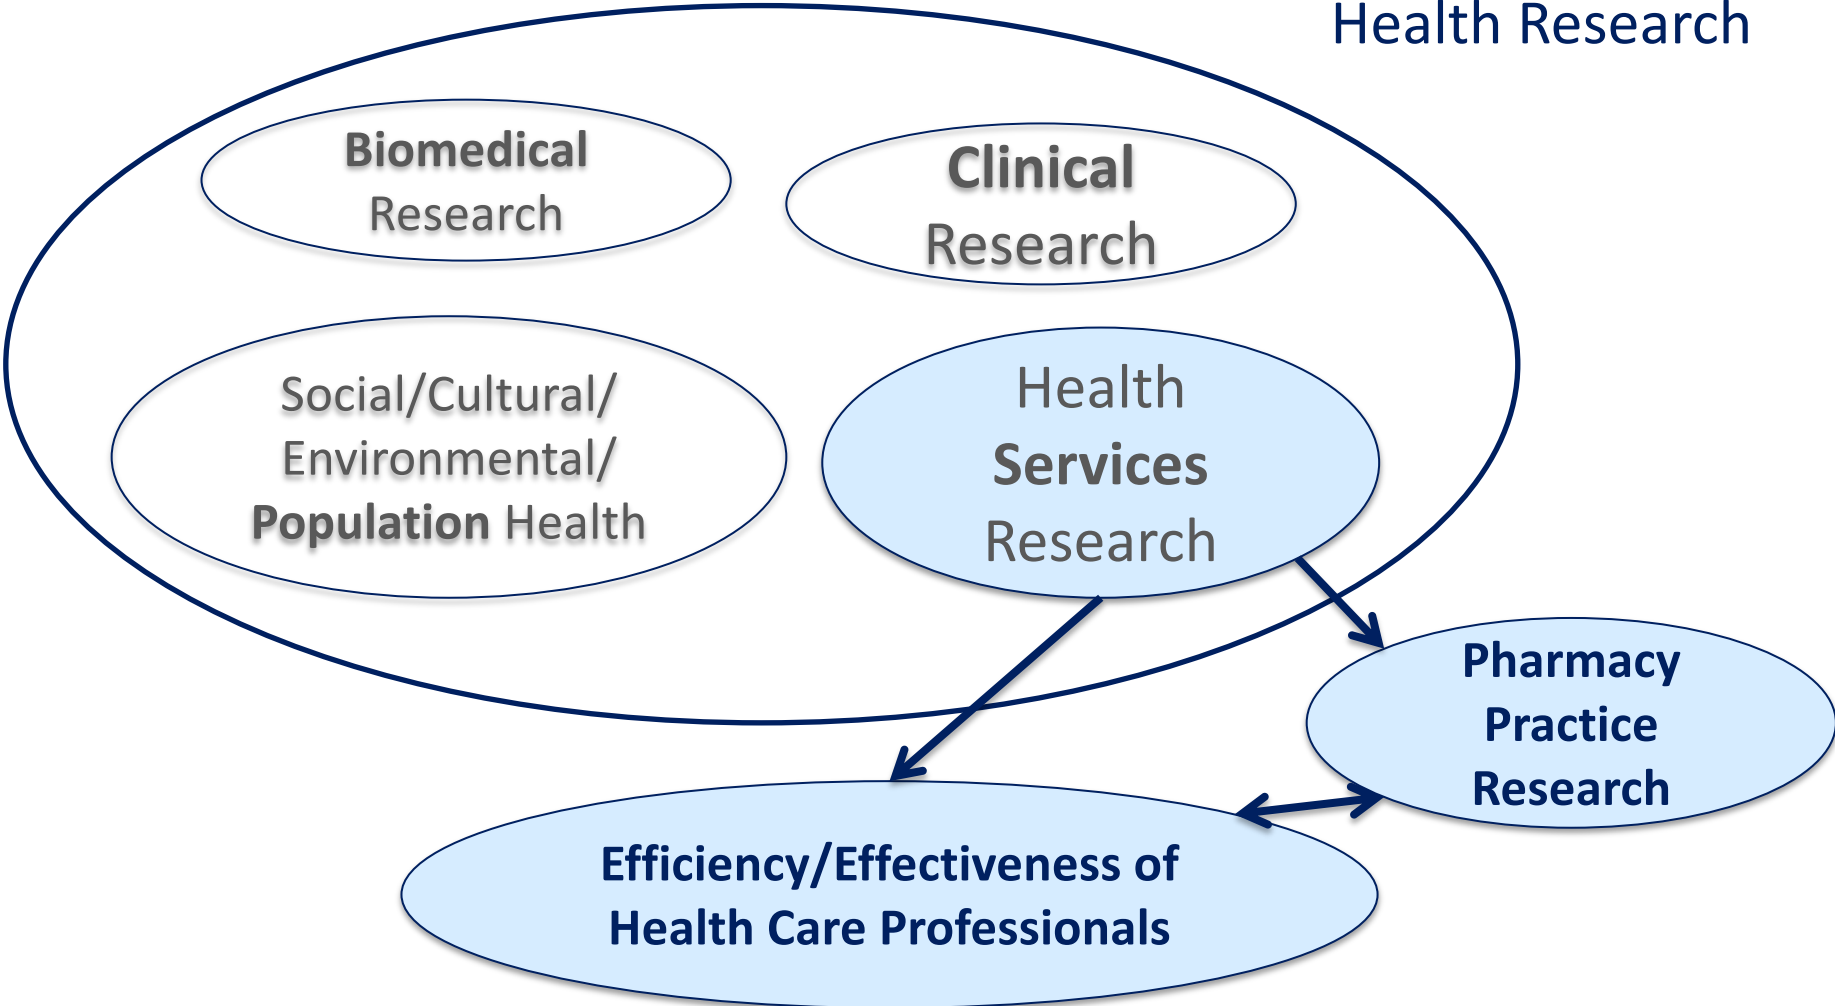 Health Research
Biomedical
Research
Clinical
Research
Social/Cultural/
Environmental/
Population Health
Health
Services
Research
Pharmacy
Practice
Research
Efficiency/Effectiveness of
Health Care Professionals